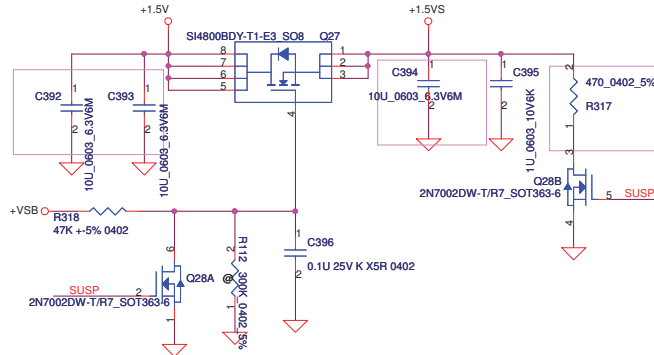 +1.5V
+1.5VS
SI4800BDY-T1-E3_SO8
Q27
8
7
6
5
1
2
3
4
C392
1
2
10U_0603_6.3V6M
C393
1
2
10U_0603_6.3V6M
C394
1
2
10U_0603_6.3V6M
C395
1
2
1U_0603_10V6K
2
470_0402_5%
R317
1
3
Q28B
2N7002DW-T/R7_SOT363-6
5
SUSP
4
+VSB
R318
47K +-5% 0402
6
SUSP
2
Q28A
2N7002DW-T/R7_SOT363-6
1
2
R112
@
300K_0402_5%
1
1
C396
0.1U 25V K X5R 0402
2